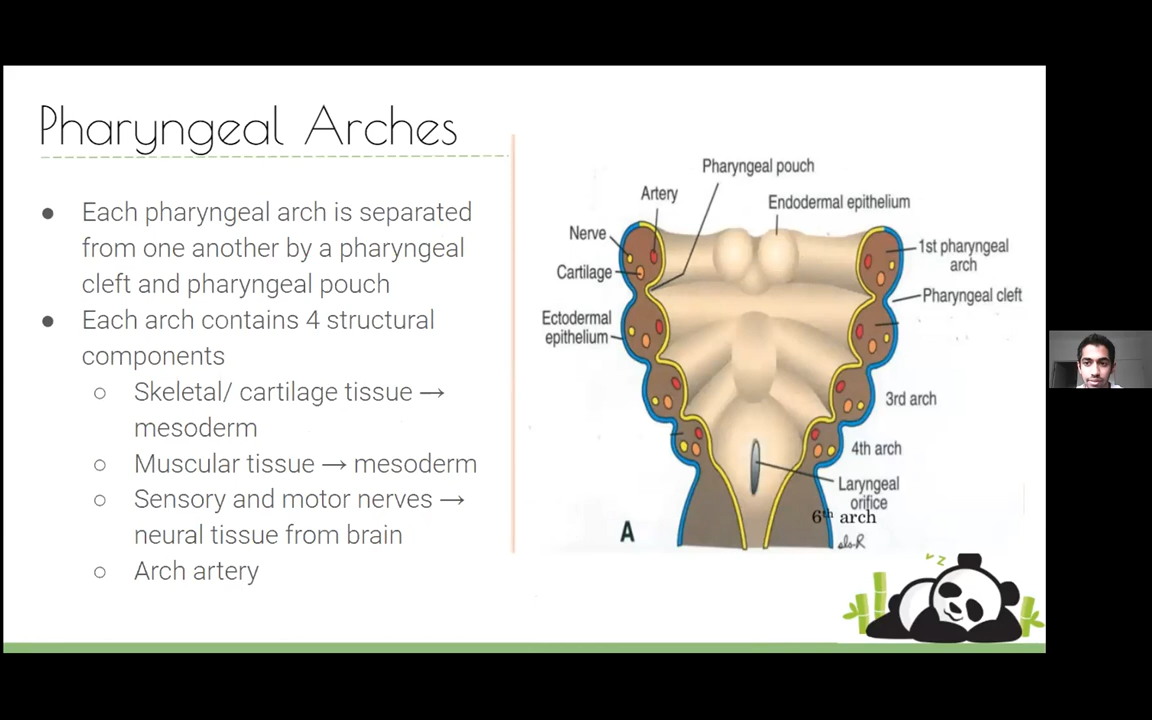 Pharyngeal Arches
● Each pharyngeal arch is separated
from one another by a pharyngeal
cleft and pharyngeal pouch
● Each arch contains 4 structural
components
○ Skeletal/ cartilage tissue →
mesoderm
○ Muscular tissue → mesoderm
○ Sensory and motor nerves →
neural tissue from brain
○ Arch artery
Pharyngeal pouch
Artery
Endodermal epithelium
Nerve
Cartilage
1st pharyngeal
arch
Pharyngeal cleft
Ectodermal
epithelium
3rd arch
4th arch
Laryngeal
orifice
6th arch
A
z z